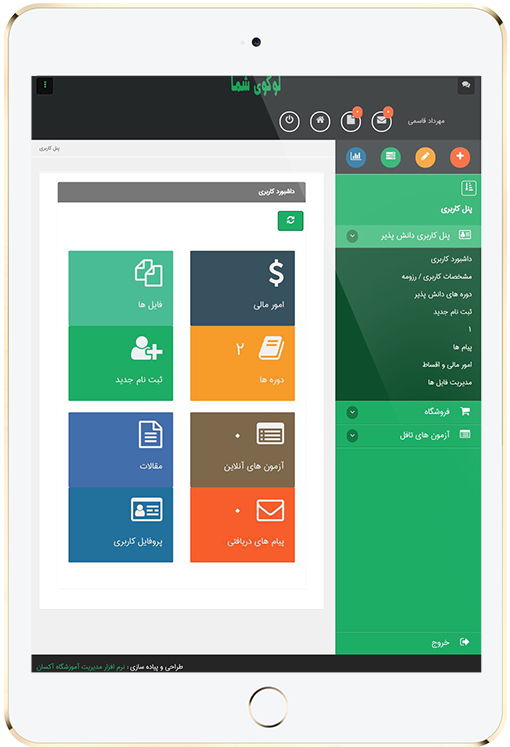 لوگوی شما
مهرداد قاسمی
پنل کاربری
پنل کاربری
پنل کاربری دانش پذیر
داشبورد کاربری
مشخصات کاربری / رزومه
دوره های دانش پذیر
ثبت نام جدید
۱
پیام ها
امور مالی و اقساط
مدیریت فایل ها
فروشگاه
آزمون های تافل
خروج
داشبورد کاربری
امور مالی
فایل ها
دوره ها ۲
ثبت نام جدید
آزمون های آنلاین ۰
مقالات
پیام های دریافتی ۰
پروفایل کاربری
طراحی و پیاده سازی : نرم افزار مدیریت آموزشگاه آکسان